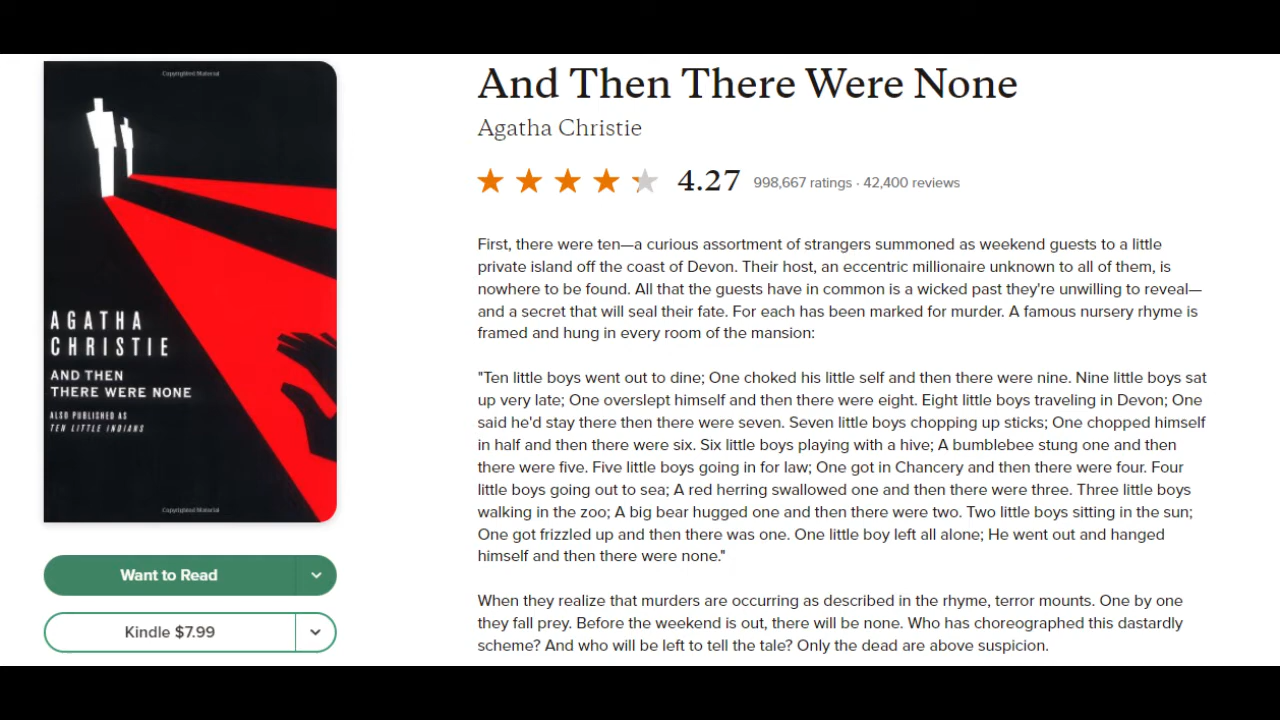 Copyrighted Material
AGATHA
CHRISTIE
AND THEN
THERE WERE NONE
ALSO PUBLISHED AS
TEN LITTLE INDIANS
Copyrighted Material
Want to Read
Kindle $7.99
And Then There Were None
Agatha Christie
4.27 998,667 ratings · 42,400 reviews
First, there were ten—a curious assortment of strangers summoned as weekend guests to a little
private island off the coast of Devon. Their host, an eccentric millionaire unknown to all of them, is
nowhere to be found. All that the guests have in common is a wicked past they're unwilling to reveal—
and a secret that will seal their fate. For each has been marked for murder. A famous nursery rhyme is
framed and hung in every room of the mansion:
"Ten little boys went out to dine; One choked his little self and then there were nine. Nine little boys sat
up very late; One overslept himself and then there were eight. Eight little boys traveling in Devon; One
said he'd stay there then there were seven. Seven little boys chopping up sticks; One chopped himself
in half and then there were six. Six little boys playing with a hive; A bumblebee stung one and then
there were five. Five little boys going in for law; One got in Chancery and then there were four. Four
little boys going out to sea; A red herring swallowed one and then there were three. Three little boys
walking in the zoo; A big bear hugged one and then there were two. Two little boys sitting in the sun;
One got frizzled up and then there was one. One little boy left all alone; He went out and hanged
himself and then there were none."
When they realize that murders are occurring as described in the rhyme, terror mounts. One by one
they fall prey. Before the weekend is out, there will be none. Who has choreographed this dastardly
scheme? And who will be left to tell the tale? Only the dead are above suspicion.